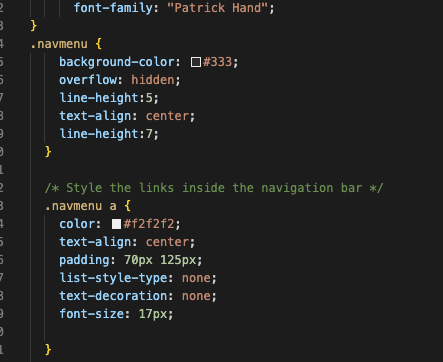 font-family: "Patrick Hand";
}
.navmenu {
background-color: #333;
overflow: hidden;
line-height:5;
text-align: center;
line-height:7;
}
/* Style the links inside the navigation bar */
.navmenu a {
color: #f2f2f2;
text-align: center;
padding: 70px 125px;
list-style-type: none;
text-decoration: none;
font-size: 17px;
}